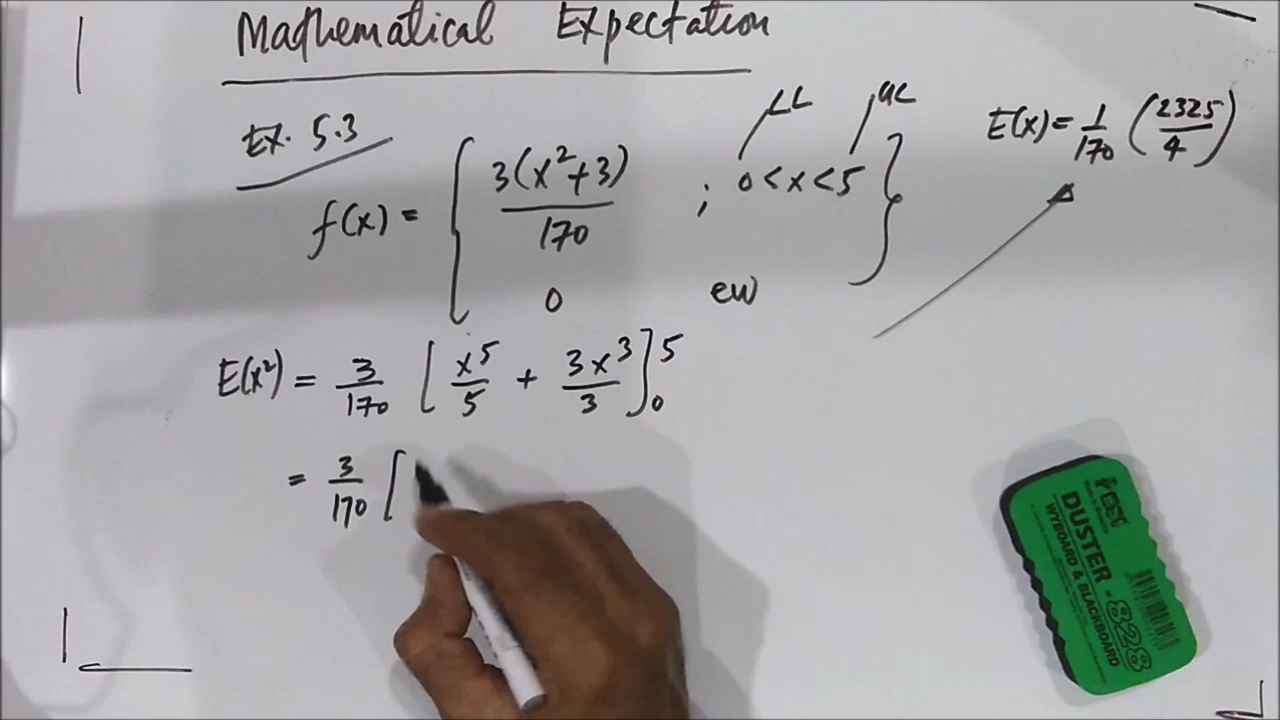 Mathematical Expectation
Ex. 5.3
LL
UL
E(x) = 1/170 (2325/4)
f(x) = { 3(x²+3)/170 ; 0<x<5 }
0 ew
E(x²) = 3/170 [ x⁵/5 + 3x³/3 ]₀⁵
= 3/170 [
DUSTER - 828
WYBOARD & BLACKBOARD